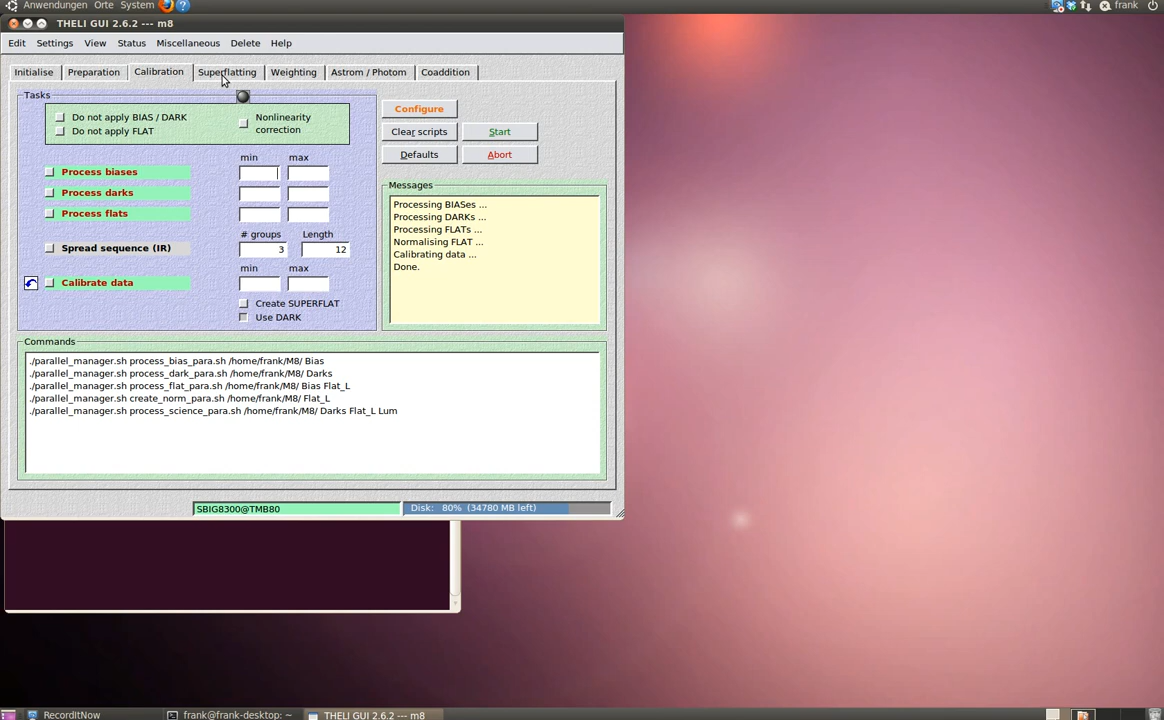 Anwendungen Orte System frank
THELI GUI 2.6.2 --- m8
Edit Settings View Status Miscellaneous Delete Help
Initialise Preparation Calibration Superflatting Weighting Astrom / Photom Coaddition
Tasks
Do not apply BIAS / DARK
Do not apply FLAT
Nonlinearity
correction
Configure
Clear scripts Start
Defaults Abort
min max
Process biases
Process darks
Process flats
# groups Length
Spread sequence (IR) 3 12
min max
Calibrate data
Create SUPERFLAT
Use DARK
Messages
Processing BIASes ...
Processing DARKs ...
Processing FLATs ...
Normalising FLAT ...
Calibrating data ...
Done.
Commands
./parallel_manager.sh process_bias_para.sh /home/frank/M8/ Bias
./parallel_manager.sh process_dark_para.sh /home/frank/M8/ Darks
./parallel_manager.sh process_flat_para.sh /home/frank/M8/ Bias Flat_L
./parallel_manager.sh create_norm_para.sh /home/frank/M8/ Flat_L
./parallel_manager.sh process_science_para.sh /home/frank/M8/ Darks Flat_L Lum
SBIG8300@TMB80 Disk: 80% (34780 MB left)
RecordItNow frank@frank-desktop: ~ THELI GUI 2.6.2 --- m8